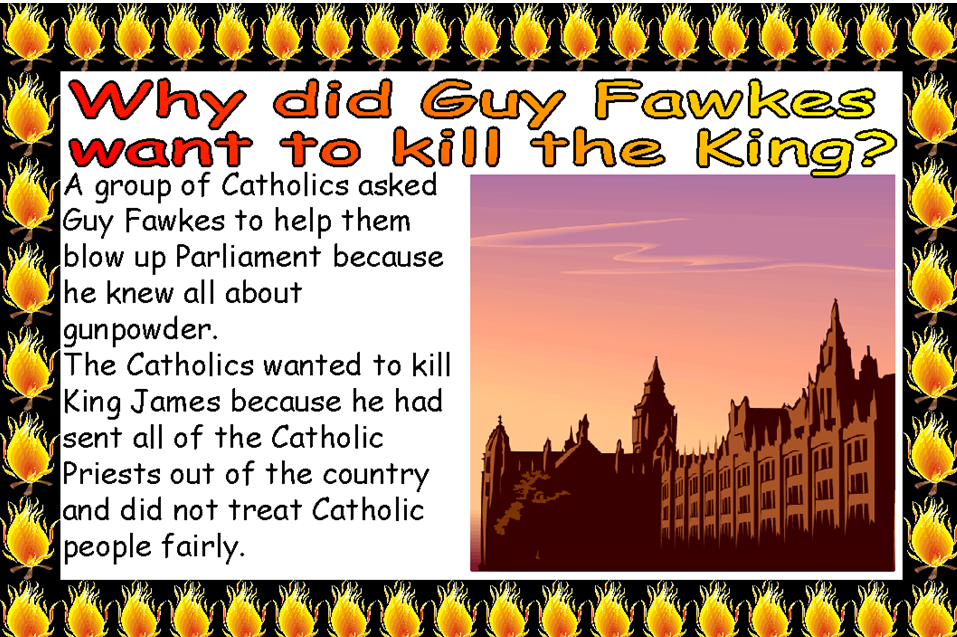 Why did Guy Fawkes
want to kill the King?
A group of Catholics asked
Guy Fawkes to help them
blow up Parliament because
he knew all about
gunpowder.
The Catholics wanted to kill
King James because he had
sent all of the Catholic
Priests out of the country
and did not treat Catholic
people fairly.